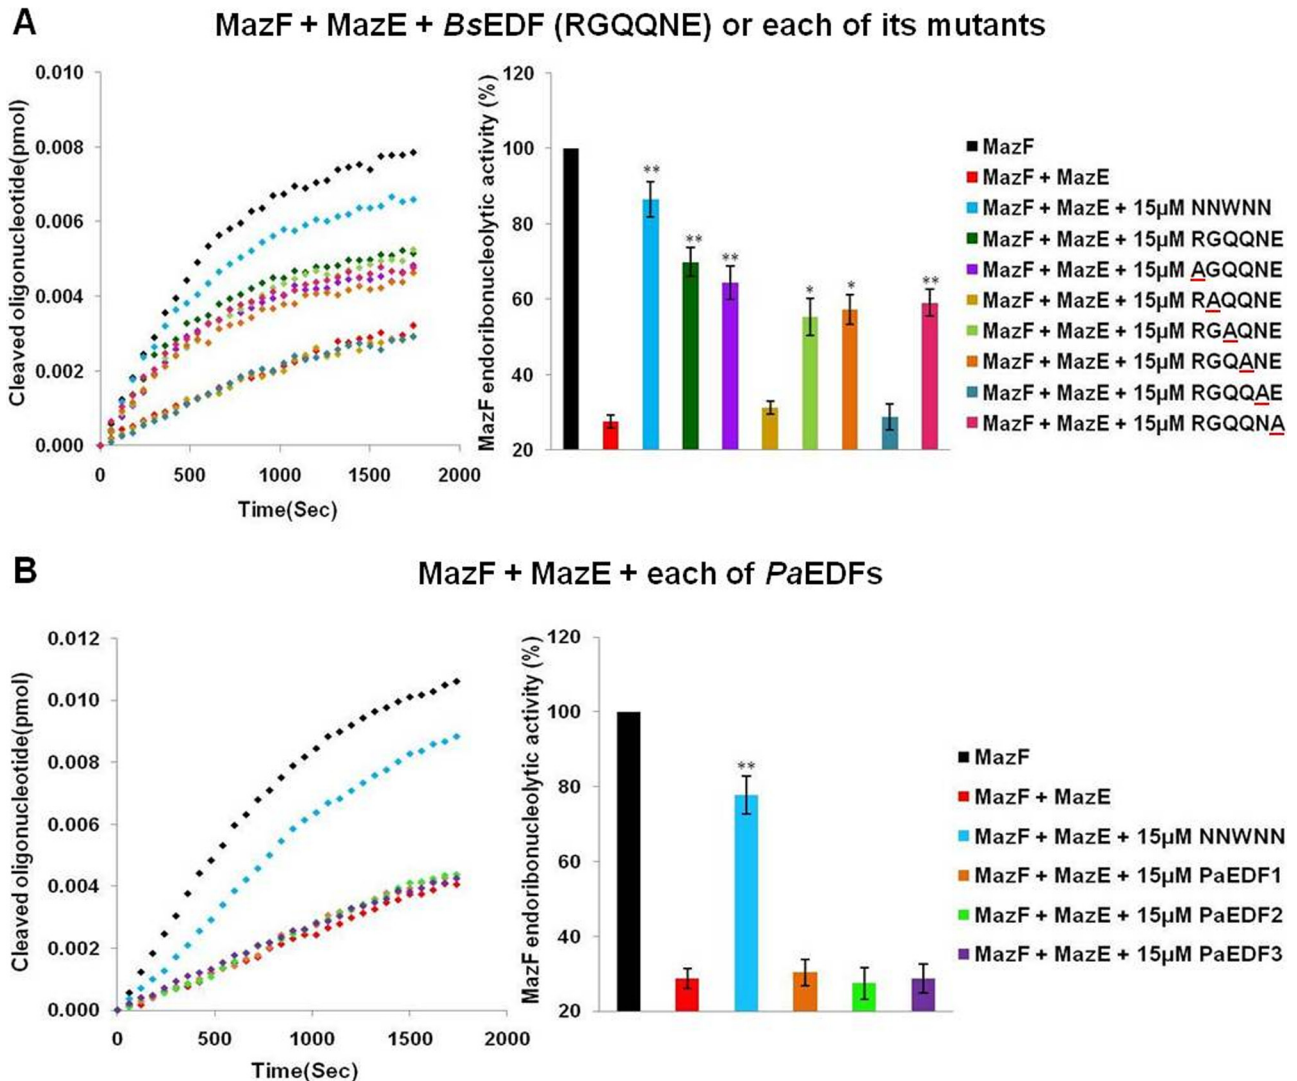 A
MazF + MazE + BsEDF (RGQQNE) or each of its mutants
Cleaved oligonucleotide(pmol)
0.010
0.008
0.006
0.004
0.002
0.000
0 500 1000 1500 2000
Time(Sec)
MazF endoribonucleolytic activity (%)
120
100
80
60
40
20
**
**
**
*
*
**
MazF
MazF + MazE
MazF + MazE + 15µM NNWNN
MazF + MazE + 15µM RGQQNE
MazF + MazE + 15µM AGQQNE
MazF + MazE + 15µM RAQQNE
MazF + MazE + 15µM RGAQNE
MazF + MazE + 15µM RGQANE
MazF + MazE + 15µM RGQQAE
MazF + MazE + 15µM RGQQNA
B
MazF + MazE + each of PaEDFs
Cleaved oligonucleotide(pmol)
0.012
0.010
0.008
0.006
0.004
0.002
0.000
0 500 1000 1500 2000
Time(Sec)
MazF endoribonucleolytic activity (%)
120
100
80
60
40
20
**
MazF
MazF + MazE
MazF + MazE + 15µM NNWNN
MazF + MazE + 15µM PaEDF1
MazF + MazE + 15µM PaEDF2
MazF + MazE + 15µM PaEDF3